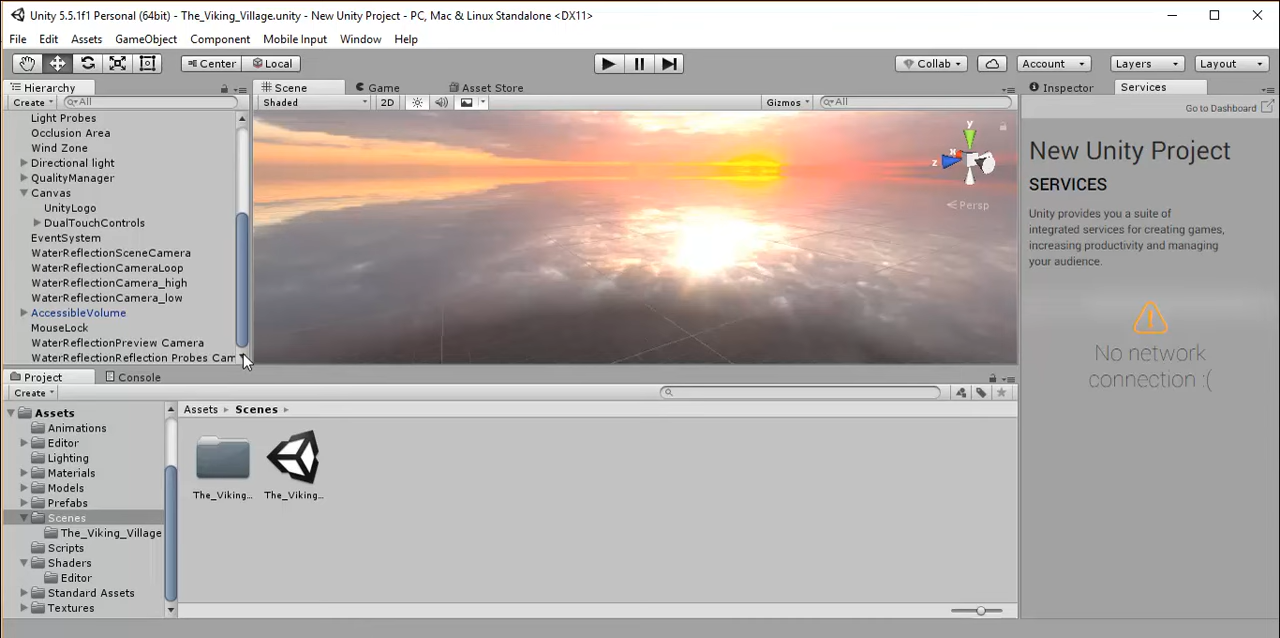 Unity 5.5.1f1 Personal (64bit) - The_Viking_Village.unity - New Unity Project - PC, Mac & Linux Standalone <DX11>
File Edit Assets GameObject Component Mobile Input Window Help
Center Local Collab Account Layers Layout
Hierarchy Scene Game Asset Store Inspector Services
Create All Shaded 2D Gizmos All Go to Dashboard
Light Probes
Occlusion Area
Wind Zone
Directional light
QualityManager
Canvas
UnityLogo
DualTouchControls
EventSystem
WaterReflectionSceneCamera
WaterReflectionCameraLoop
WaterReflectionCamera_high
WaterReflectionCamera_low
AccessibleVolume
MouseLock
WaterReflectionPreview Camera
WaterReflectionReflection Probes Cam
y
x
z
Persp
New Unity Project
SERVICES
Unity provides you a suite of
integrated services for creating games,
increasing productivity and managing
your audience.
No network
connection :(
Project Console
Create
Assets
Animations
Editor
Lighting
Materials
Models
Prefabs
Scenes
The_Viking_Village
Scripts
Shaders
Editor
Standard Assets
Textures
Assets Scenes
The_Viking... The_Viking...